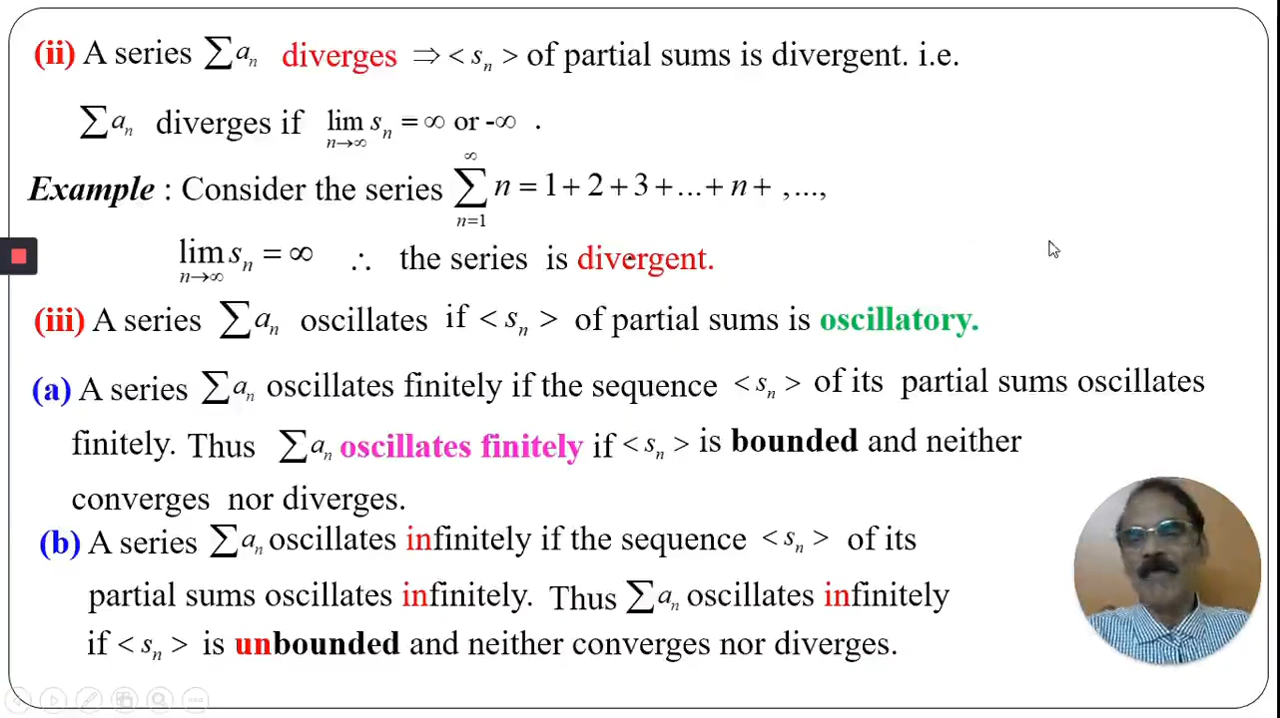 (ii) A series ∑aₙ diverges ⇒ < sₙ > of partial sums is divergent. i.e.
∑aₙ diverges if lim n→∞ sₙ = ∞ or -∞ .
Example : Consider the series ∞ ∑ n=1 n = 1 + 2 + 3 + ... + n + , ...,
lim n→∞ sₙ = ∞ ∴ the series is divergent.
(iii) A series ∑aₙ oscillates if < sₙ > of partial sums is oscillatory.
(a) A series ∑aₙ oscillates finitely if the sequence < sₙ > of its partial sums oscillates
finitely. Thus ∑aₙ oscillates finitely if < sₙ > is bounded and neither
converges nor diverges.
(b) A series ∑aₙ oscillates infinitely if the sequence < sₙ > of its
partial sums oscillates infinitely. Thus ∑aₙ oscillates infinitely
if < sₙ > is unbounded and neither converges nor diverges.